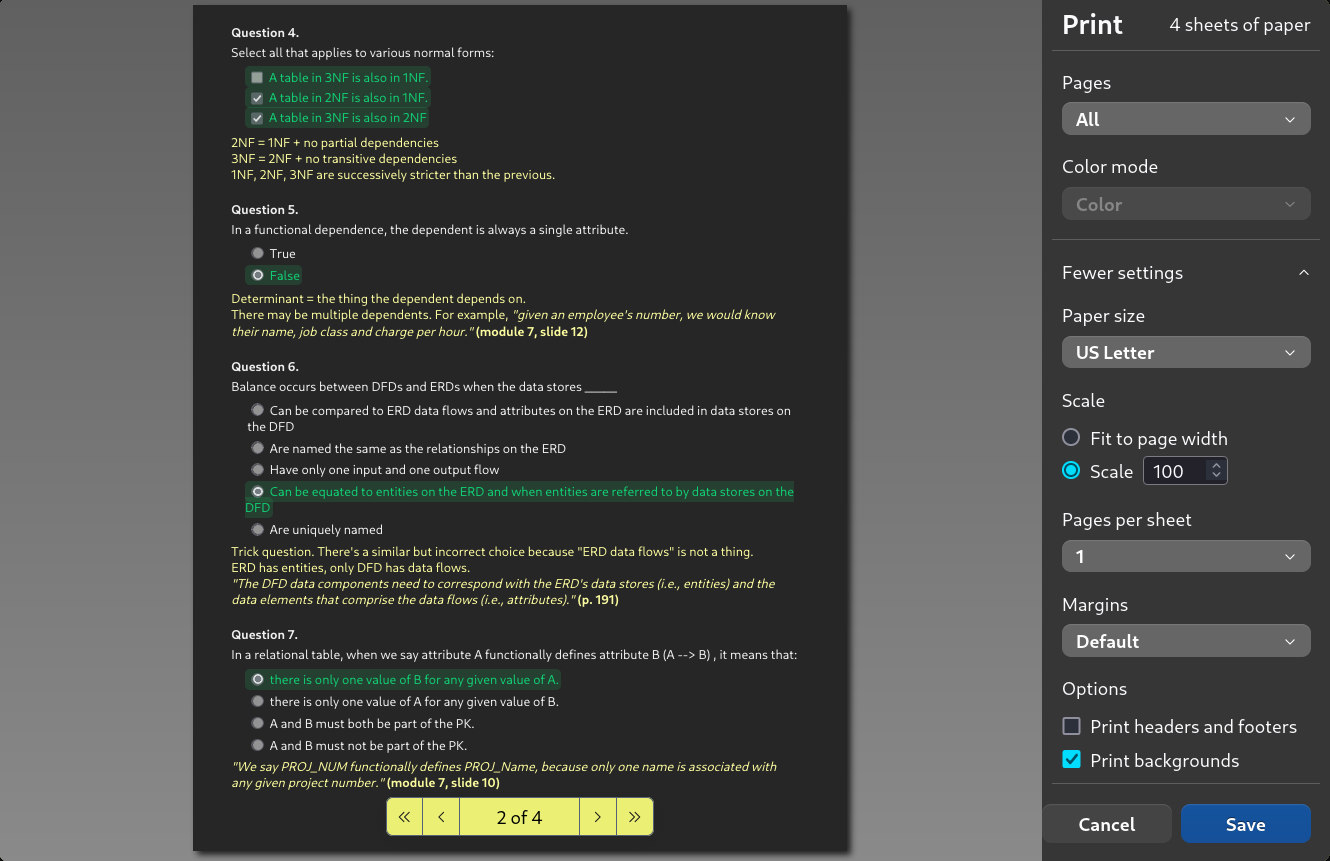 Question 4.
Select all that applies to various normal forms:
A table in 3NF is also in 1NF.
A table in 2NF is also in 1NF.
A table in 3NF is also in 2NF
2NF = 1NF + no partial dependencies
3NF = 2NF + no transitive dependencies
1NF, 2NF, 3NF are successively stricter than the previous.
Question 5.
In a functional dependence, the dependent is always a single attribute.
True
False
Determinant = the thing the dependent depends on.
There may be multiple dependents. For example, "given an employee's number, we would know
their name, job class and charge per hour." (module 7, slide 12)
Question 6.
Balance occurs between DFDs and ERDs when the data stores _____
Can be compared to ERD data flows and attributes on the ERD are included in data stores on
the DFD
Are named the same as the relationships on the ERD
Have only one input and one output flow
Can be equated to entities on the ERD and when entities are referred to by data stores on the
DFD
Are uniquely named
Trick question. There's a similar but incorrect choice because "ERD data flows" is not a thing.
ERD has entities, only DFD has data flows.
"The DFD data components need to correspond with the ERD's data stores (i.e., entities) and the
data elements that comprise the data flows (i.e., attributes)." (p. 191)
Question 7.
In a relational table, when we say attribute A functionally defines attribute B (A --> B) , it means that:
there is only one value of B for any given value of A.
there is only one value of A for any given value of B.
A and B must both be part of the PK.
A and B must not be part of the PK.
"We say PROJ_NUM functionally defines PROJ_Name, because only one name is associated with
any given project number." (module 7, slide 10)
2 of 4
Print
4 sheets of paper
Pages
All
Color mode
Color
Fewer settings
Paper size
US Letter
Scale
Fit to page width
Scale 100
Pages per sheet
1
Margins
Default
Options
Print headers and footers
Print backgrounds
Cancel
Save